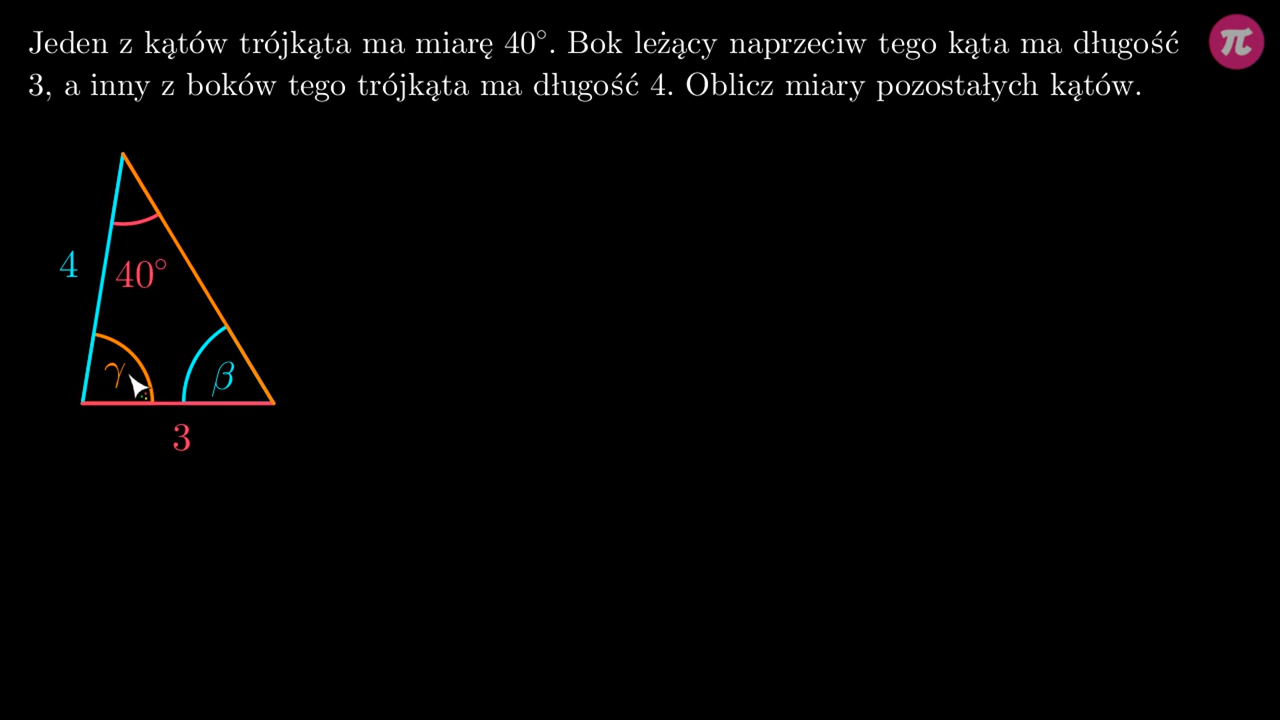 Jeden z kątów trójkąta ma miarę 40°. Bok leżący naprzeciw tego kąta ma długość
3, a inny z boków tego trójkąta ma długość 4. Oblicz miary pozostałych kątów.
π
4
40°
γ
β
3